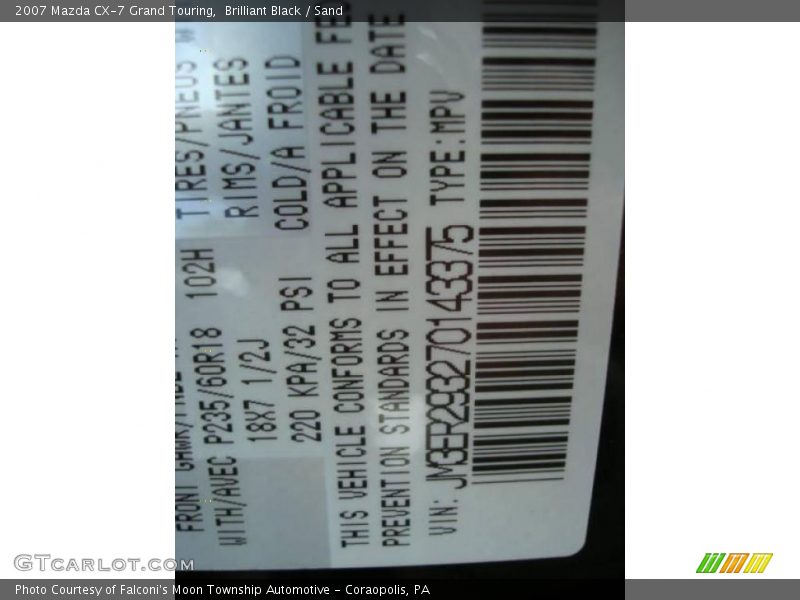 2007 Mazda CX-7 Grand Touring, Brilliant Black / Sand
FRONT
WITH/AVEC P235/60R18 102H TIRES/PNEUS
18X7 1/2J RIMS/JANTES
220 KPA/32 PSI COLD/A FROID
THIS VEHICLE CONFORMS TO ALL APPLICABLE
PREVENTION STANDARDS IN EFFECT ON THE DATE
VIN: JM3ER293270143375 TYPE:MPV
GTCARLOT.COM
Photo Courtesy of Falconi's Moon Township Automotive - Coraopolis, PA